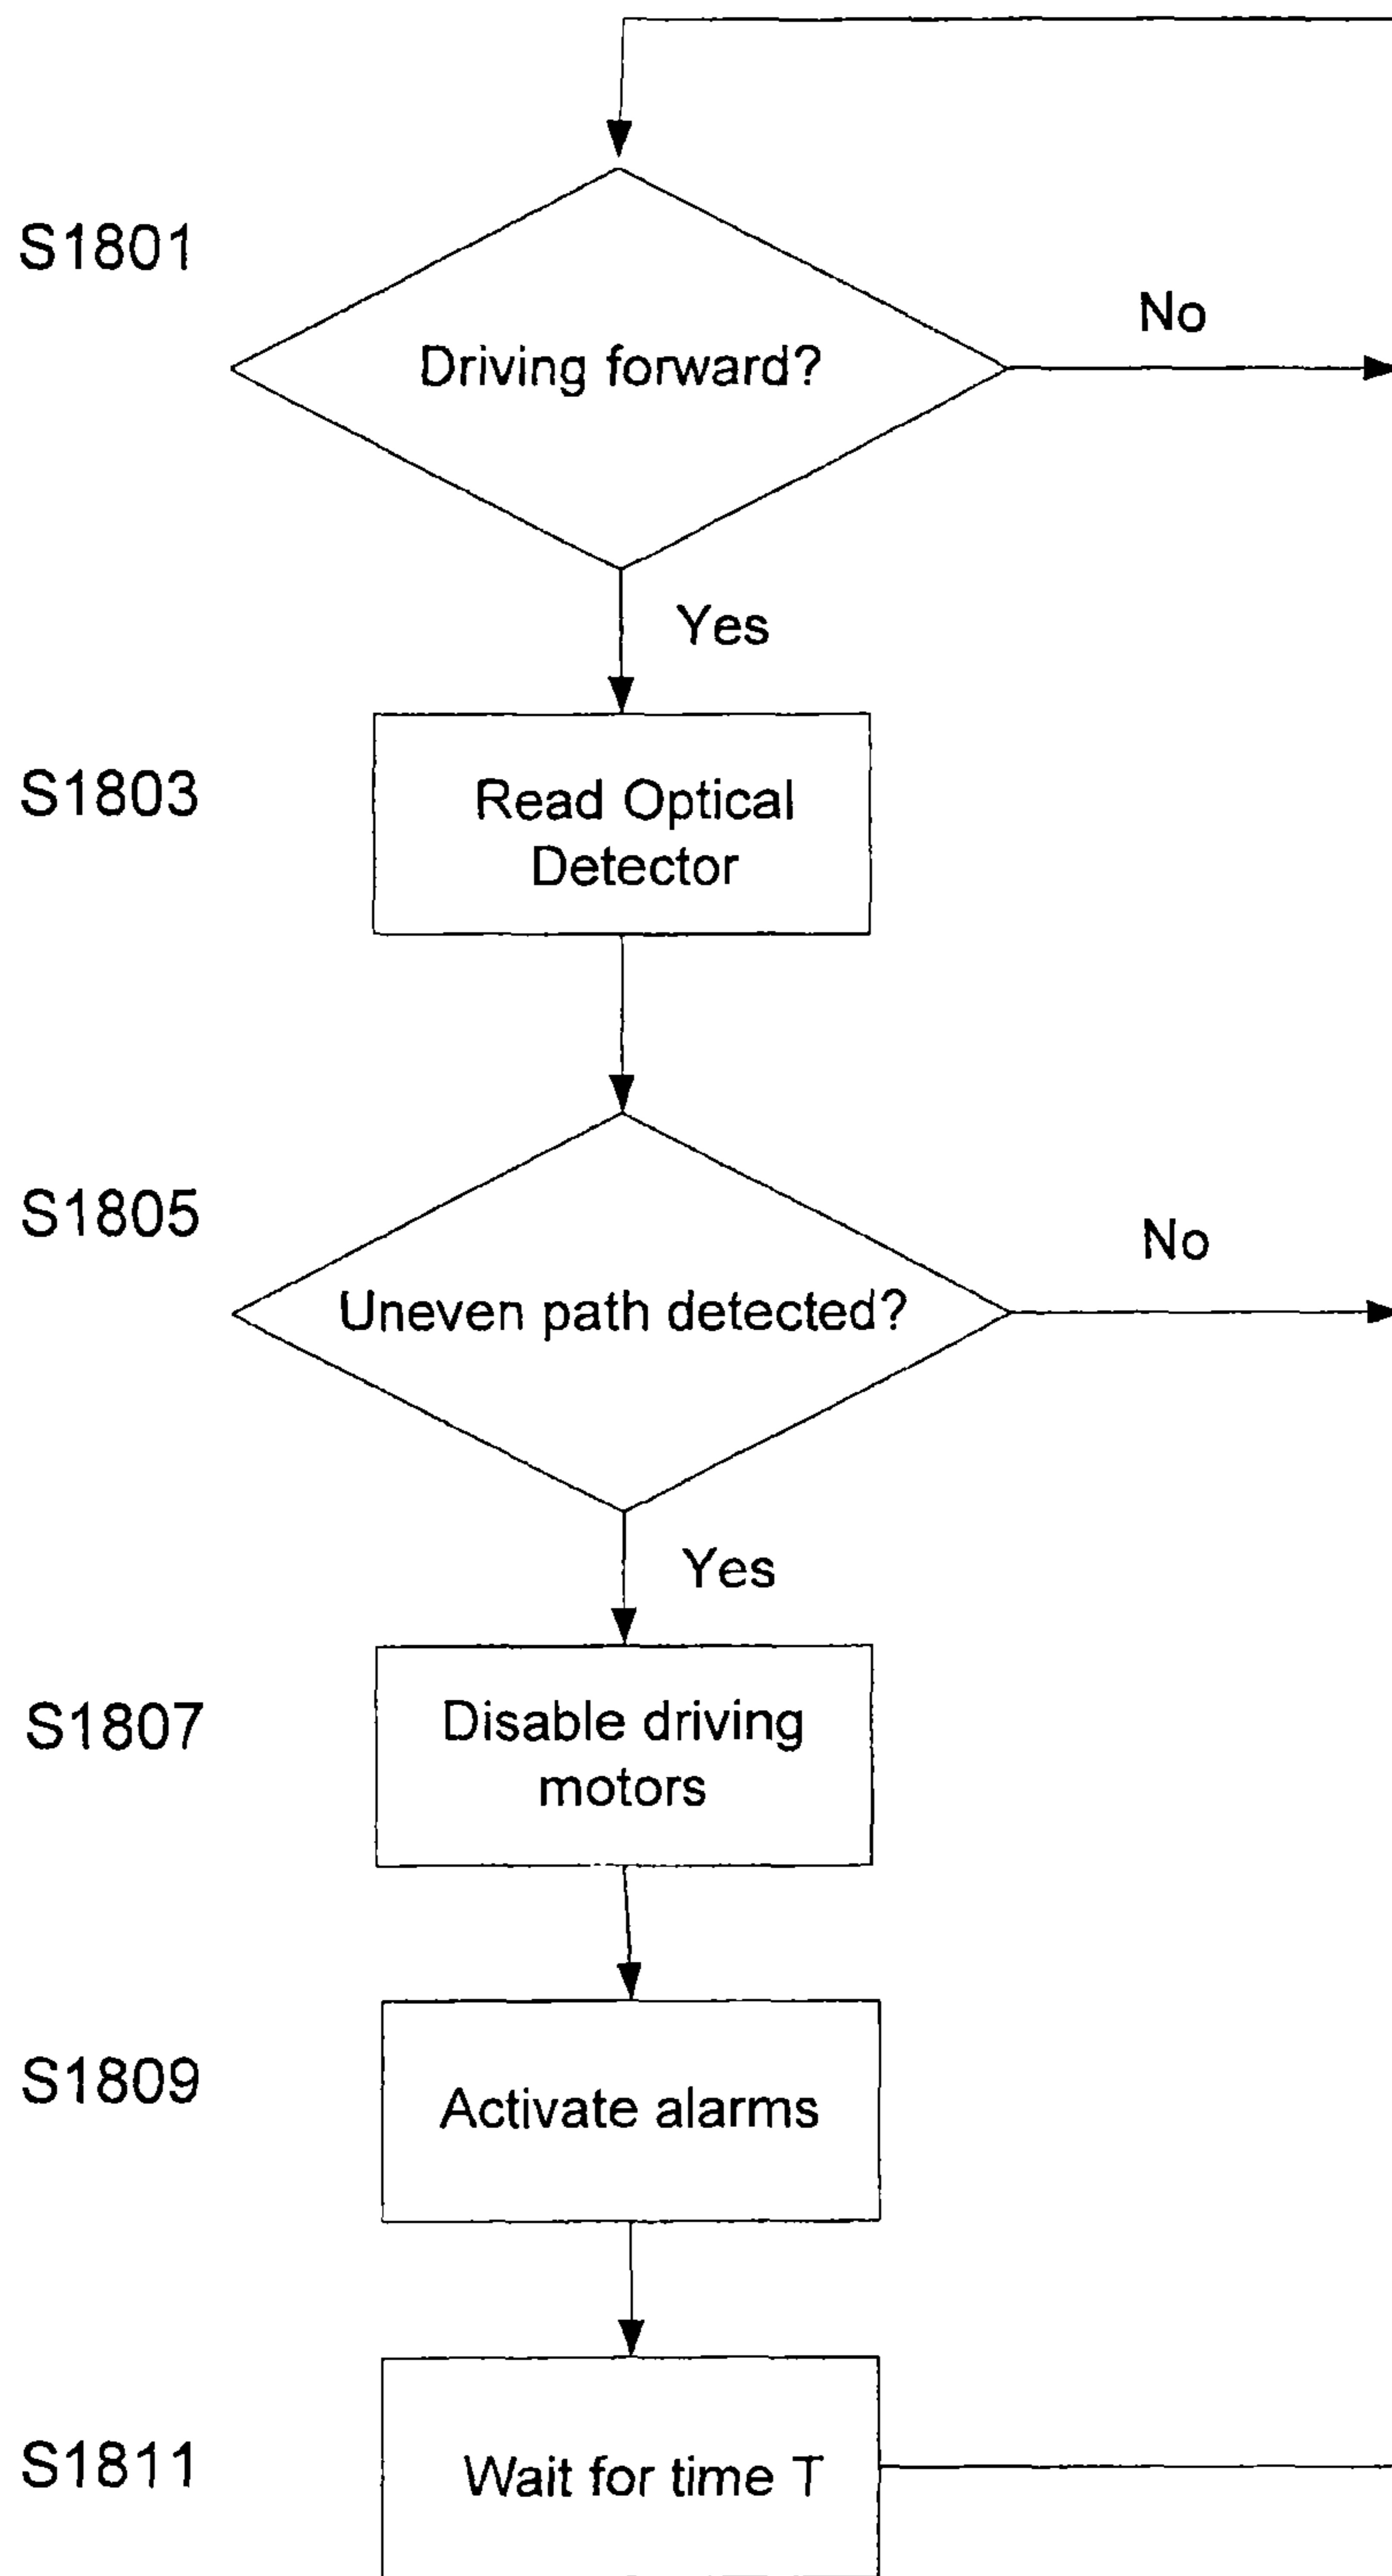 S1801
Driving forward?
No
Yes
S1803
Read Optical
Detector
S1805
Uneven path detected?
No
Yes
S1807
Disable driving
motors
S1809
Activate alarms
S1811
Wait for time T